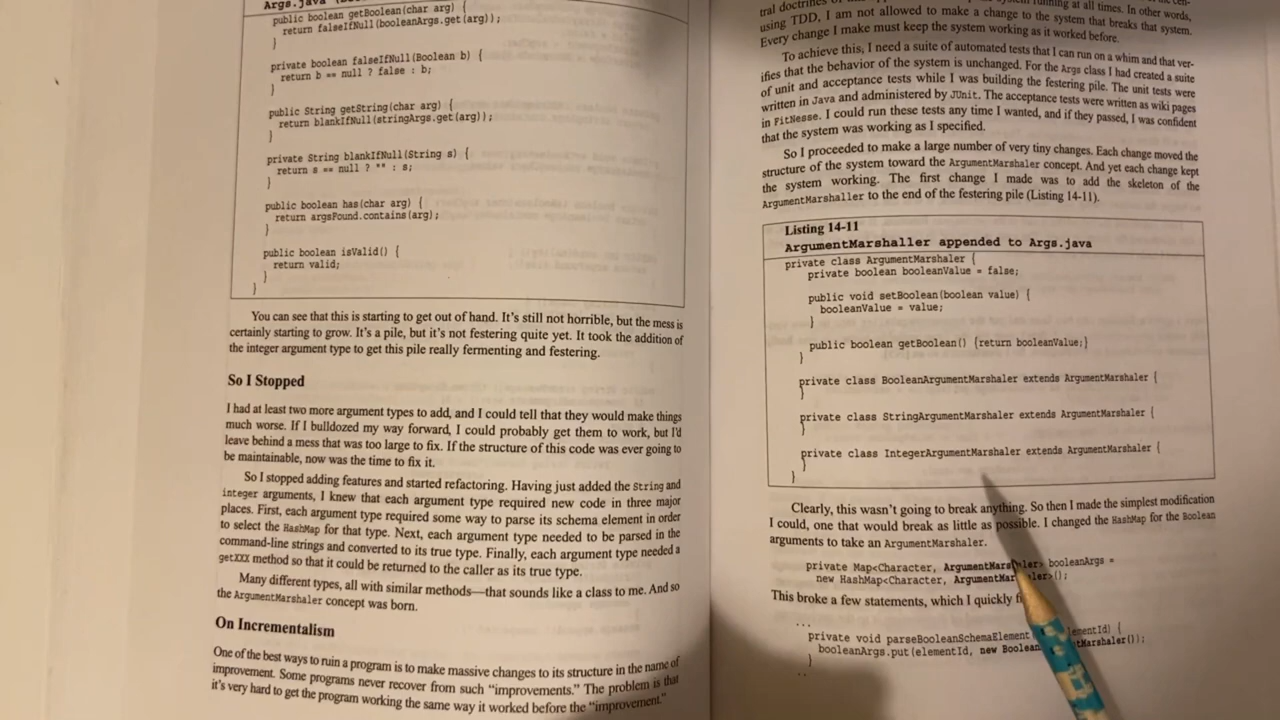 Args.java
public boolean getBoolean(char arg) {
return falseIfNull(booleanArgs.get(arg));
}
private boolean falseIfNull(Boolean b) {
return b == null ? false : b;
}
public String getString(char arg) {
return blankIfNull(stringArgs.get(arg));
}
private String blankIfNull(String s) {
return s == null ? "" : s;
}
public boolean has(char arg) {
return argsFound.contains(arg);
}
public boolean isValid() {
return valid;
}
}
You can see that this is starting to get out of hand. It's still not horrible, but the mess is
certainly starting to grow. It's a pile, but it's not festering quite yet. It took the addition of
the integer argument type to get this pile really fermenting and festering.
So I Stopped
I had at least two more argument types to add, and I could tell that they would make things
much worse. If I bulldozed my way forward, I could probably get them to work, but I'd
leave behind a mess that was too large to fix. If the structure of this code was ever going to
be maintainable, now was the time to fix it.
So I stopped adding features and started refactoring. Having just added the String and
integer arguments, I knew that each argument type required new code in three major
places. First, each argument type required some way to parse its schema element in order
to select the HashMap for that type. Next, each argument type needed to be parsed in the
command-line strings and converted to its true type. Finally, each argument type needed a
getXXX method so that it could be returned to the caller as its true type.
Many different types, all with similar methods—that sounds like a class to me. And so
the ArgumentMarshaler concept was born.
On Incrementalism
One of the best ways to ruin a program is to make massive changes to its structure in the name of
improvement. Some programs never recover from such "improvements." The problem is that
it's very hard to get the program working the same way it worked before the "improvement."
tral doctrines of running at all times. In other words,
using TDD, I am not allowed to make a change to the system that breaks that system.
Every change I make must keep the system working as it worked before.
To achieve this, I need a suite of automated tests that I can run on a whim and that ver-
ifies that the behavior of the system is unchanged. For the Args class I had created a suite
of unit and acceptance tests while I was building the festering pile. The unit tests were
written in Java and administered by JUnit. The acceptance tests were written as wiki pages
in FitNesse. I could run these tests any time I wanted, and if they passed, I was confident
that the system was working as I specified.
So I proceeded to make a large number of very tiny changes. Each change moved the
structure of the system toward the ArgumentMarshaler concept. And yet each change kept
the system working. The first change I made was to add the skeleton of the
ArgumentMarshaller to the end of the festering pile (Listing 14-11).
Listing 14-11
ArgumentMarshaller appended to Args.java
private class ArgumentMarshaler {
private boolean booleanValue = false;
public void setBoolean(boolean value) {
booleanValue = value;
}
public boolean getBoolean() {return booleanValue;}
}
private class BooleanArgumentMarshaler extends ArgumentMarshaler {
}
private class StringArgumentMarshaler extends ArgumentMarshaler {
}
private class IntegerArgumentMarshaler extends ArgumentMarshaler {
}
}
Clearly, this wasn't going to break anything. So then I made the simplest modification
I could, one that would break as little as possible. I changed the HashMap for the Boolean
arguments to take an ArgumentMarshaler.
private Map<Character, ArgumentMarshaler> booleanArgs =
new HashMap<Character, ArgumentMarshaler>();
This broke a few statements, which I quickly
...
private void parseBooleanSchemaElement
booleanArgs.put(elementId, new
}
..